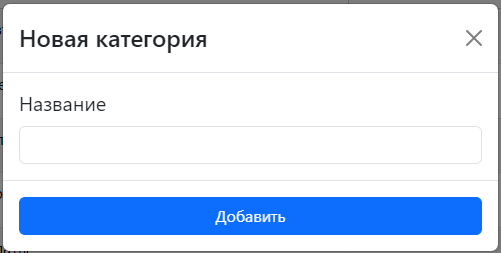 Новая категория
Название
Добавить